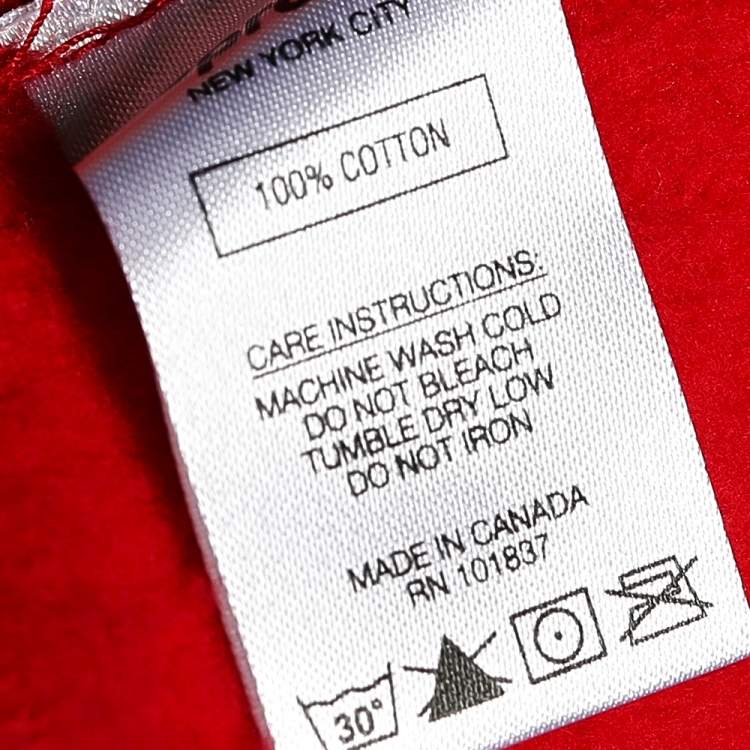 NEW YORK CITY
100% COTTON
CARE INSTRUCTIONS:
MACHINE WASH COLD
DO NOT BLEACH
TUMBLE DRY LOW
DO NOT IRON
MADE IN CANADA
RN 101837
30°